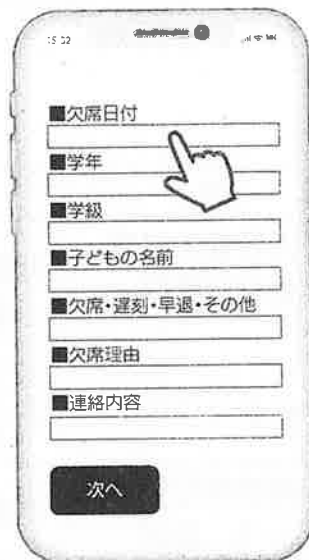 ■欠席日付
■学年
■学級
■子どもの名前
■欠席・遅刻・早退・その他
■欠席理由
■連絡内容
次へ